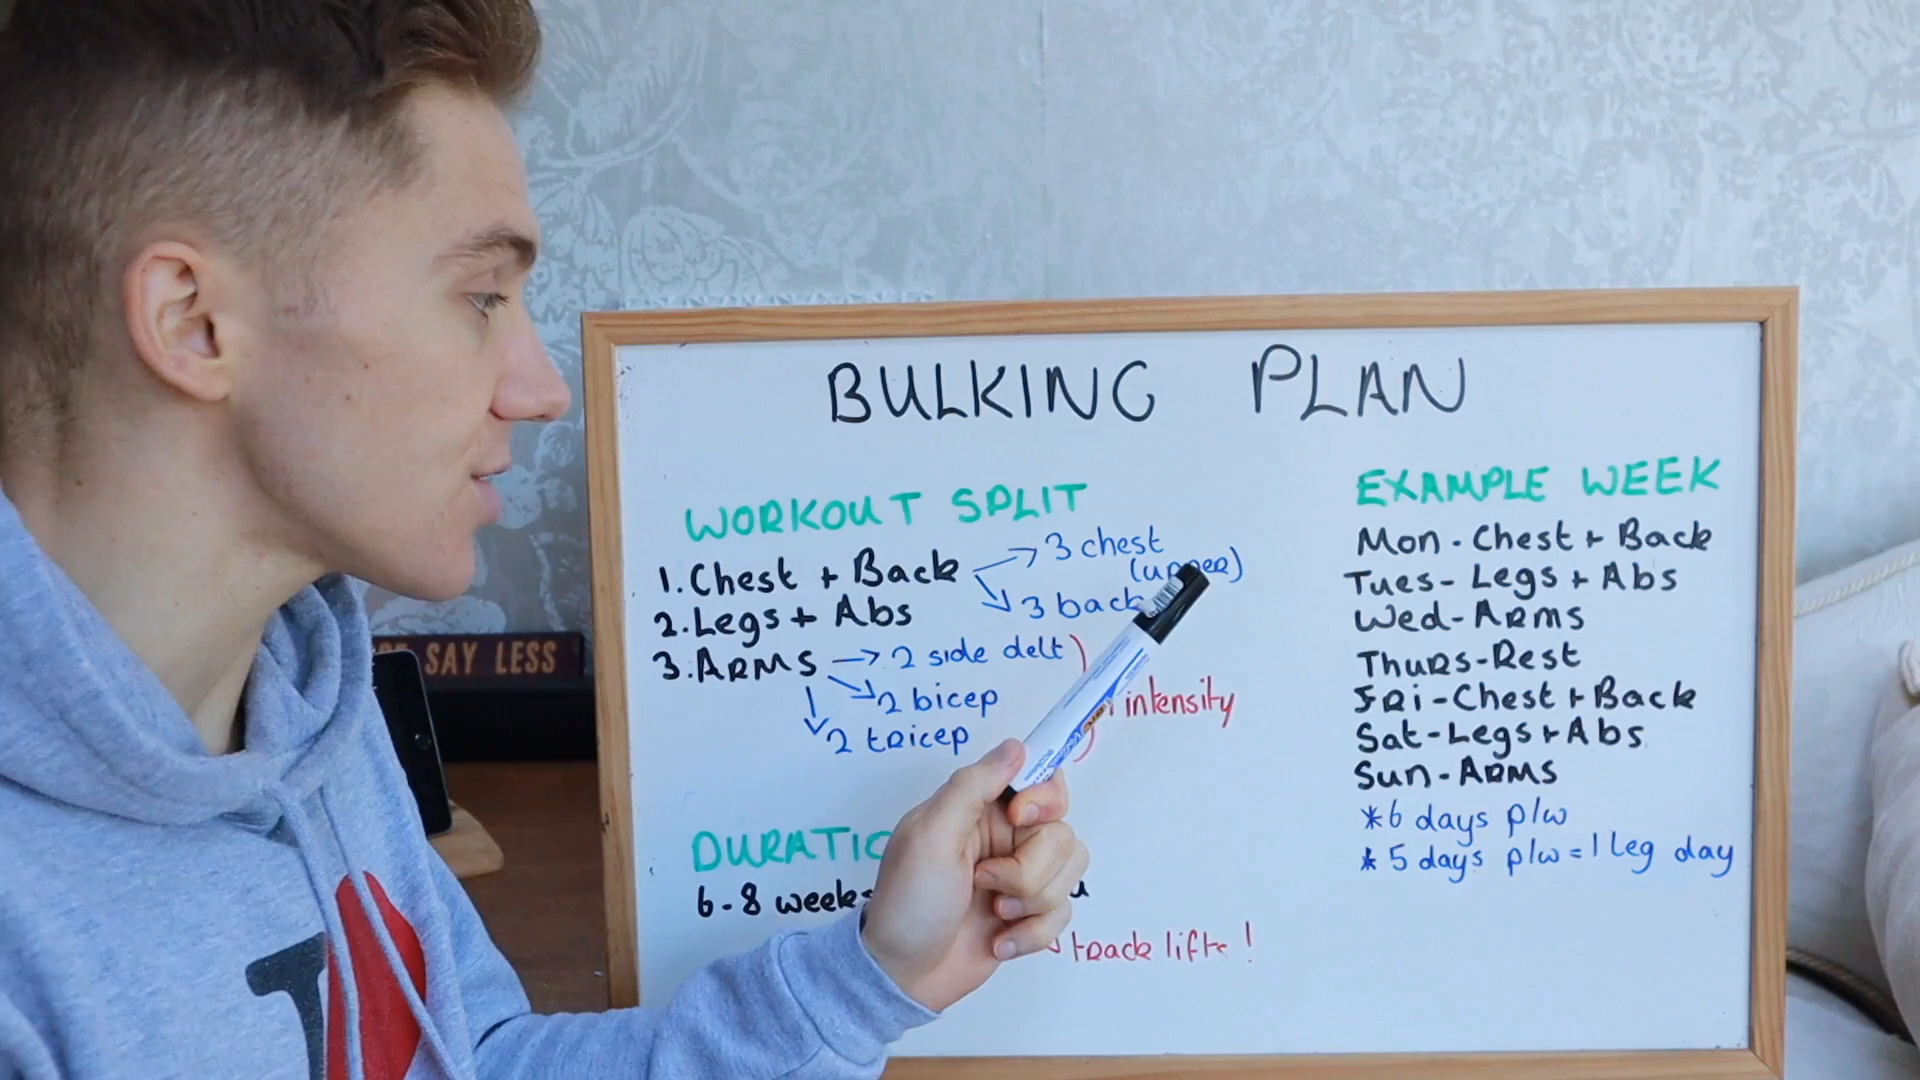 BULKING PLAN
WORKOUT SPLIT
1. Chest + Back → 3 chest
(upper)
↘ 3 back
2. Legs + Abs
3. ARMS → 2 side delt
↘ 2 bicep
↓ 2 tricep
intensity
DURATIO
6-8 weeks
track lifts!
EXAMPLE WEEK
Mon - Chest + Back
Tues - Legs + Abs
Wed - ARMS
Thurs - Rest
Fri - Chest + Back
Sat - Legs + Abs
Sun - ARMS
*6 days p/w
* 5 days p/w = 1 leg day
SAY LESS
I